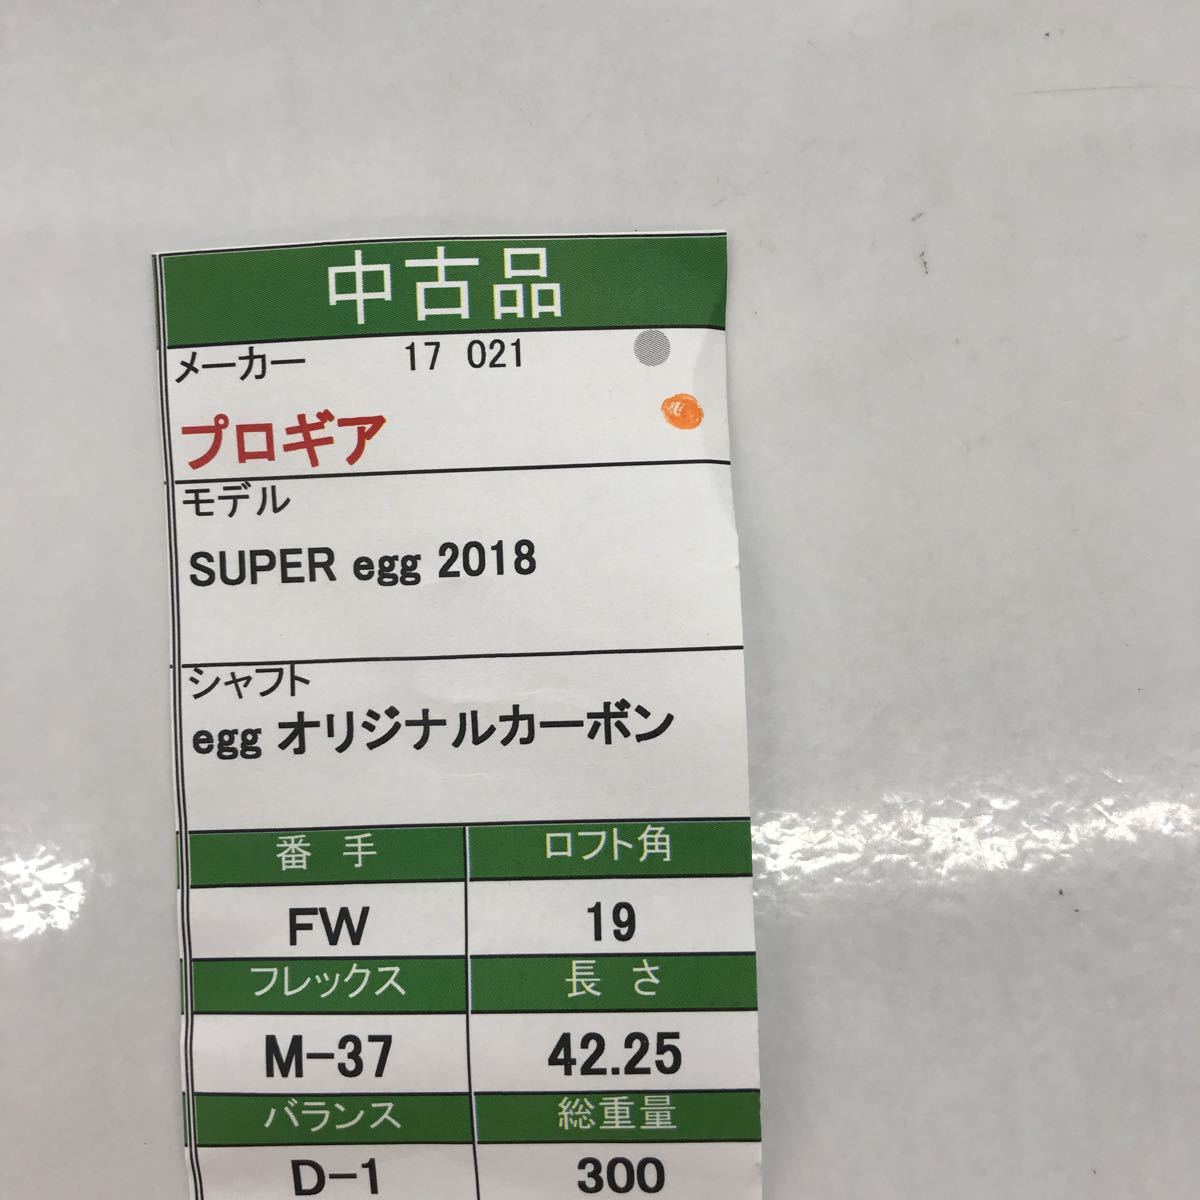 中古品
メーカー 17 021
プロギア
モデル
SUPER egg 2018
シャフト
egg オリジナルカーボン
番手 ロフト角
FW 19
フレックス 長さ
M-37 42.25
バランス 総重量
D-1 300